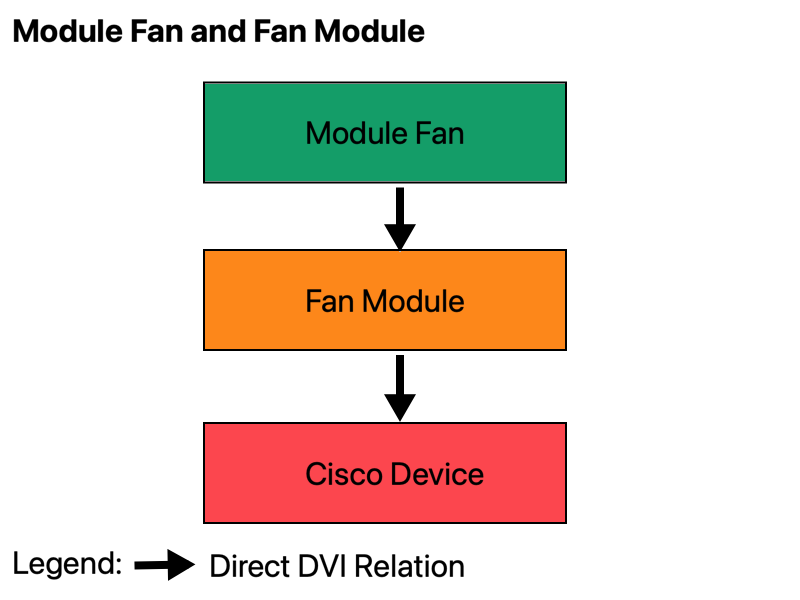 Module Fan and Fan Module
Module Fan
Fan Module
Cisco Device
Legend: Direct DVI Relation